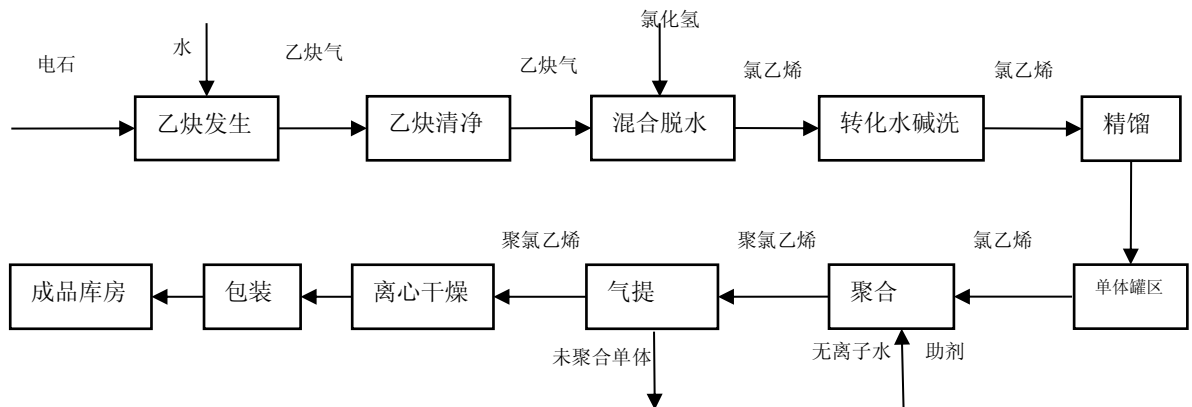 氯化氢
水
乙炔气
电石
乙炔气
氯乙烯
氯乙烯
乙炔发生
乙炔清净
混合脱水
转化水碱洗
精馏
聚氯乙烯
聚氯乙烯
氯乙烯
成品库房
包装
离心干燥
气提
聚合
单体罐区
未聚合单体
无离子水
助剂